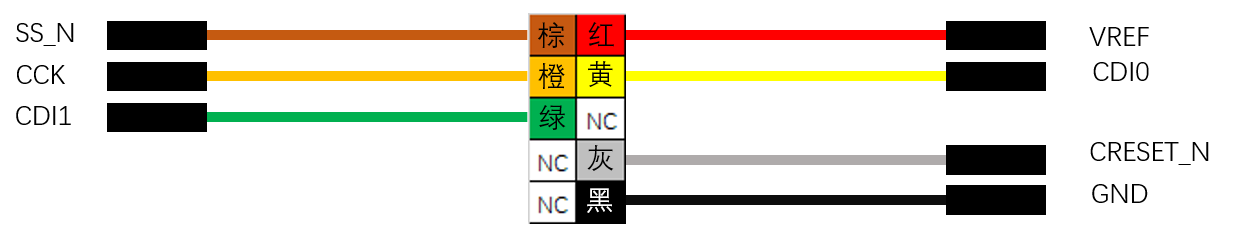 SS_N 棕 红 VREF
CCK 橙 黄 CDI0
CDI1 绿 NC
NC 灰 CRESET_N
NC 黑 GND